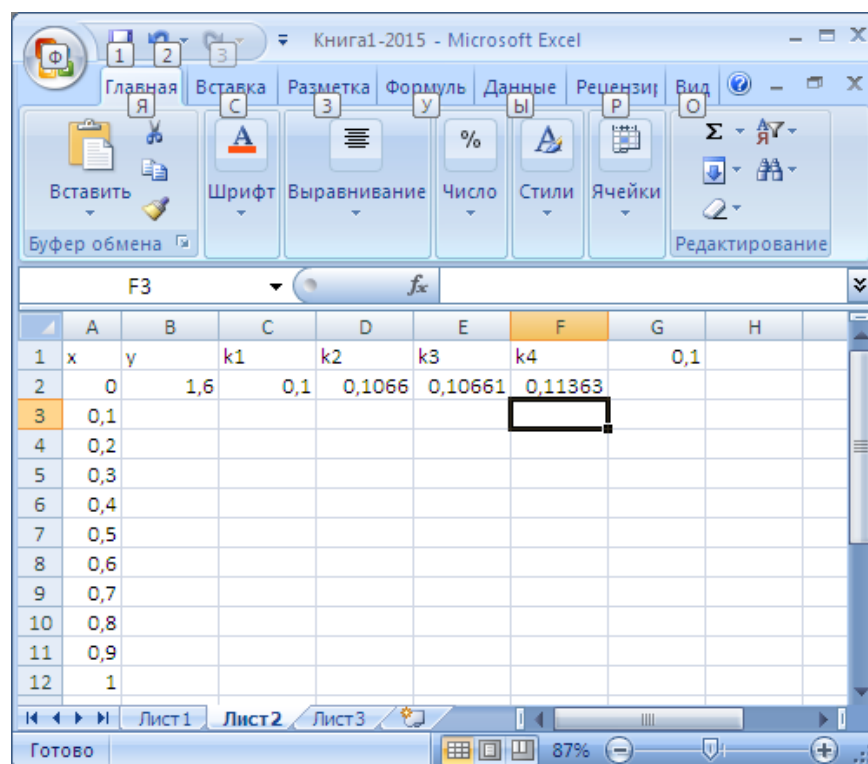 Книга1-2015 - Microsoft Excel
Ф 1 2 3
Главная Вставка Разметка Формуль Данные Рецензир Вид
Я С З У Ы Р О
Вставить Шрифт Выравнивание Число Стили Ячейки
Буфер обмена Редактирование
F3 fx
A B C D E F G H
1 x y k1 k2 k3 k4 0,1
2 0 1,6 0,1 0,1066 0,10661 0,11363
3 0,1
4 0,2
5 0,3
6 0,4
7 0,5
8 0,6
9 0,7
10 0,8
11 0,9
12 1
Лист1 Лист2 Лист3
Готово 87%